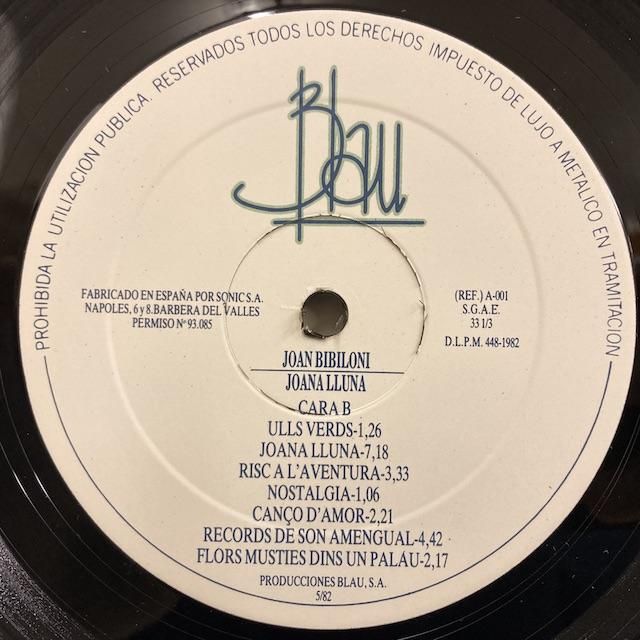 PROHIBIDA LA UTILIZACION PUBLICA. RESERVADOS TODOS LOS DERECHOS IMPUESTO DE LUJO A METALICO EN TRAMITACION
Blau
FABRICADO EN ESPAÑA POR SONIC S.A.
NAPOLES, 6 y 8. BARBERA DEL VALLES
PERMISO Nº 93.085
(REF.) A-001
S.G.A.E.
33 1/3
D.L.P.M. 448-1982
JOAN BIBILONI
JOANA LLUNA
CARA B
ULLS VERDS-1,26
JOANA LLUNA-7,18
RISC A L'AVENTURA-3,33
NOSTALGIA-1,06
CANÇO D'AMOR-2,21
RECORDS DE SON AMENGUAL-4,42
FLORS MUSTIES DINS UN PALAU-2,17
PRODUCCIONES BLAU, S.A.
5/82